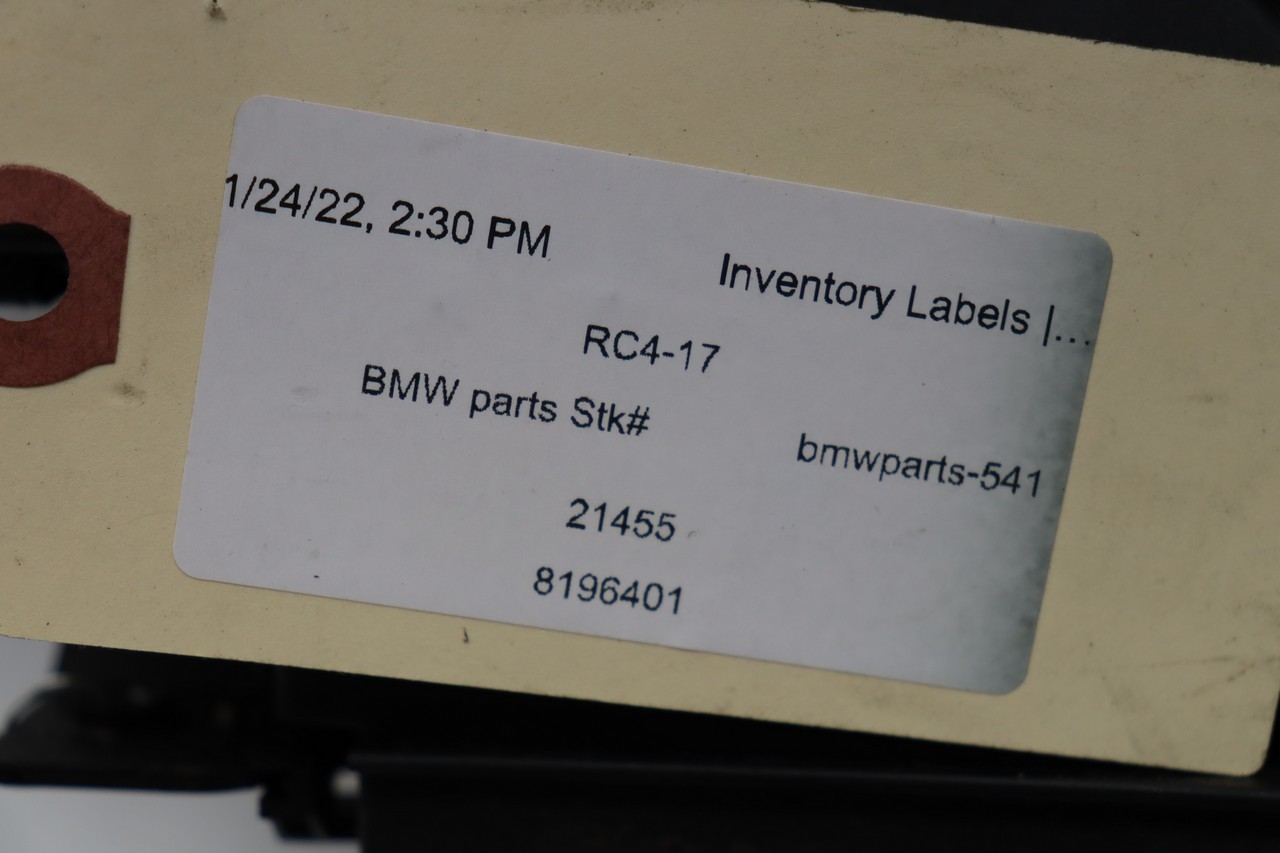 1/24/22, 2:30 PM
Inventory Labels |...
RC4-17
BMW parts Stk#
bmwparts-541
21455
8196401